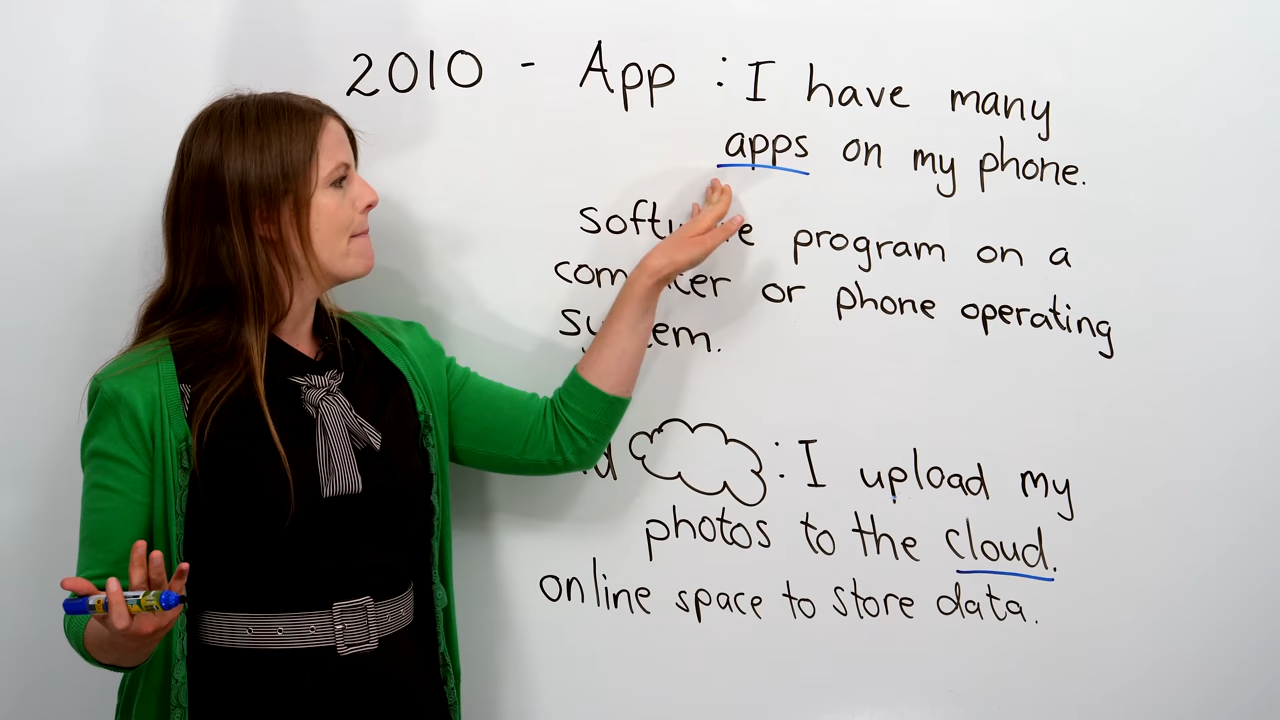 2010 - App : I have many
apps on my phone.
program on a
or phone operating
: I upload my
photos to the cloud.
online space to store data.